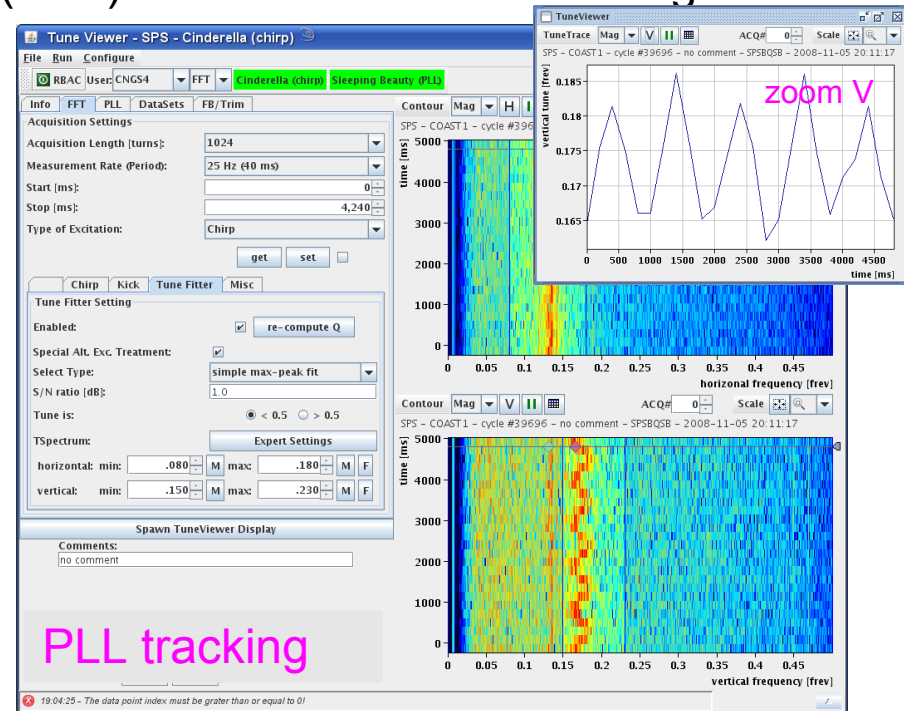 Tune Viewer - SPS - Cinderella (chirp)
File Run Configure
RBAC User: CNGS4 FFT Cinderella (chirp) Sleeping Beauty (PLL)
Info FFT PLL DataSets FB/Trim
Acquisition Settings
Acquisition Length [turns]: 1024
Measurement Rate (Period): 25 Hz (40 ms)
Start [ms]: 0
Stop [ms]: 4,240
Type of Excitation: Chirp
get set
Chirp Kick Tune Fitter Misc
Tune Fitter Setting
Enabled: re-compute Q
Special Alt. Exc. Treatment:
Select Type: simple max-peak fit
S/N ratio [dB]: 1.0
Tune is: < 0.5 > 0.5
TSpectrum: Expert Settings
horizontal: min: .080 M max: .180 M F
vertical: min: .150 M max: .230 M F
Spawn TuneViewer Display
Comments:
no comment
PLL tracking
19:04:25 - The data point index must be grater than or equal to 0!
Contour Mag H
SPS - COAST1 - cycle #396
time [ms]
5000
4000
3000
2000
1000
0
0 0.05 0.1 0.15 0.2 0.25 0.3 0.35 0.4 0.45
horizonal frequency [frev]
Contour Mag V ACQ# 0 Scale
SPS - COAST1 - cycle #39696 - no comment - SPSBQSB - 2008-11-05 20:11:17
time [ms]
5000
4000
3000
2000
1000
0
0 0.05 0.1 0.15 0.2 0.25 0.3 0.35 0.4 0.45
vertical frequency [frev]
TuneViewer
TuneTrace Mag V ACQ# 0 Scale
SPS - COAST1 - cycle #39696 - no comment - SPSBQSB - 2008-11-05 20:11:17
zoom V
vertical tune [frev]
0.185
0.18
0.175
0.17
0.165
0 500 1000 1500 2000 2500 3000 3500 4000 4500
time [ms]